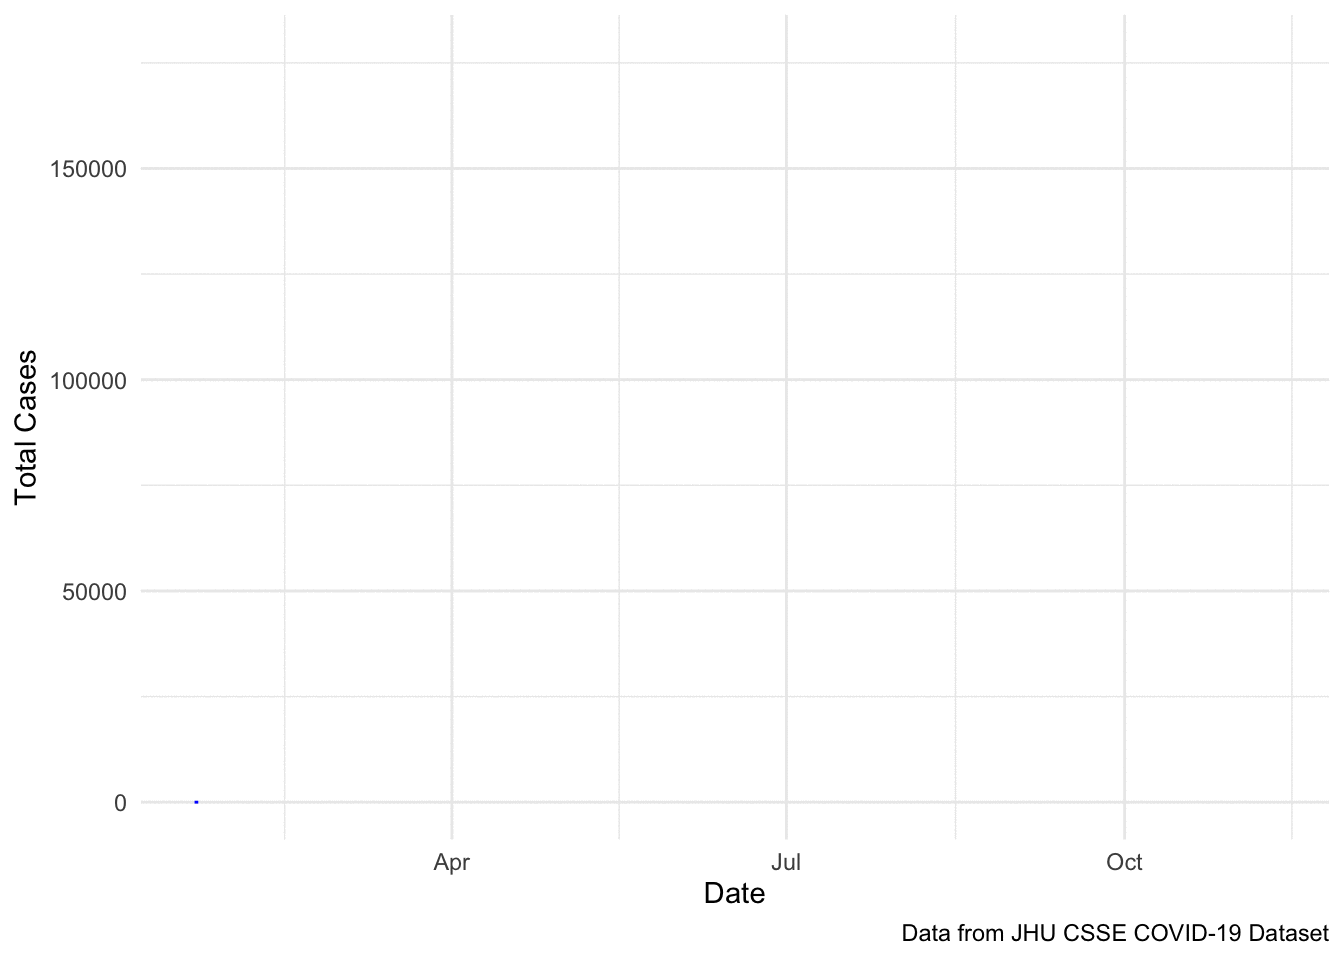 150000
100000
50000
0
Total Cases
Apr
Jul
Oct
Date
Data from JHU CSSE COVID-19 Dataset